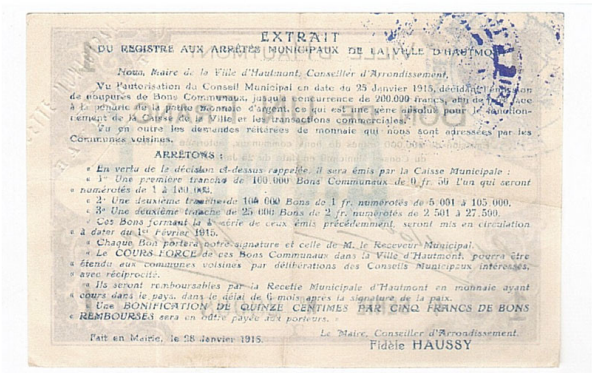 EXTRAIT
DU REGISTRE AUX ARRÊTÉS MUNICIPAUX DE LA VILLE D'HAUTMONT
Nous, Maire de la Ville d'Hautmont, Conseiller d'Arrondissement,
Vu l'autorisation du Conseil Municipal en date du 25 Janvier 1915, décidant l'émission
de coupures de Bons Communaux, jusqu'à concurrence de 200.000 francs, afin de
à la pénurie de la petite monnaie d'argent, ce qui est une gêne absolue pour le fonctionne-
ment de la Caisse de la Ville et les transactions commerciales.
Vu en outre les demandes réitérées de monnaie qui nous sont adressées par les
Communes voisines.
ARRÊTONS :
« En vertu de la décision ci-dessus rappelée, il sera émis par la Caisse Municipale :
« 1° Une première tranche de 160.000 Bons Communaux de 0 fr. 50 l'un qui seront
numérotés de 1 à 160.000.
« 2° Une deuxième tranche de 100 000 Bons de 1 fr. numérotés de 5 001 à 105.000.
« 3° Une deuxième tranche de 25 000 Bons de 2 fr. numérotés de 2 501 à 27.500.
« Ces Bons formant la série de ceux émis précédemment, seront mis en circulation
« à dater du 1er Février 1915.
« Chaque Bon portera notre signature et celle de M. le Receveur Municipal.
« Le COURS FORCÉ de ces Bons Communaux dans la Ville d'Hautmont, pourra être
« étendu aux communes voisines par délibérations des Conseils Municipaux intéressés,
« avec réciprocité.
« Ils seront remboursables par la Recette Municipale d'Hautmont en monnaie ayant
« cours dans le pays, dans le délai de 6 mois après la signature de la paix.
« Une BONIFICATION DE QUINZE CENTIMES PAR CINQ FRANCS DE BONS
« REMBOURSÉS sera en outre payée aux porteurs. »
Fait en Mairie, le 28 Janvier 1915.
Le Maire, Conseiller d'Arrondissement.
Fidèle HAUSSY